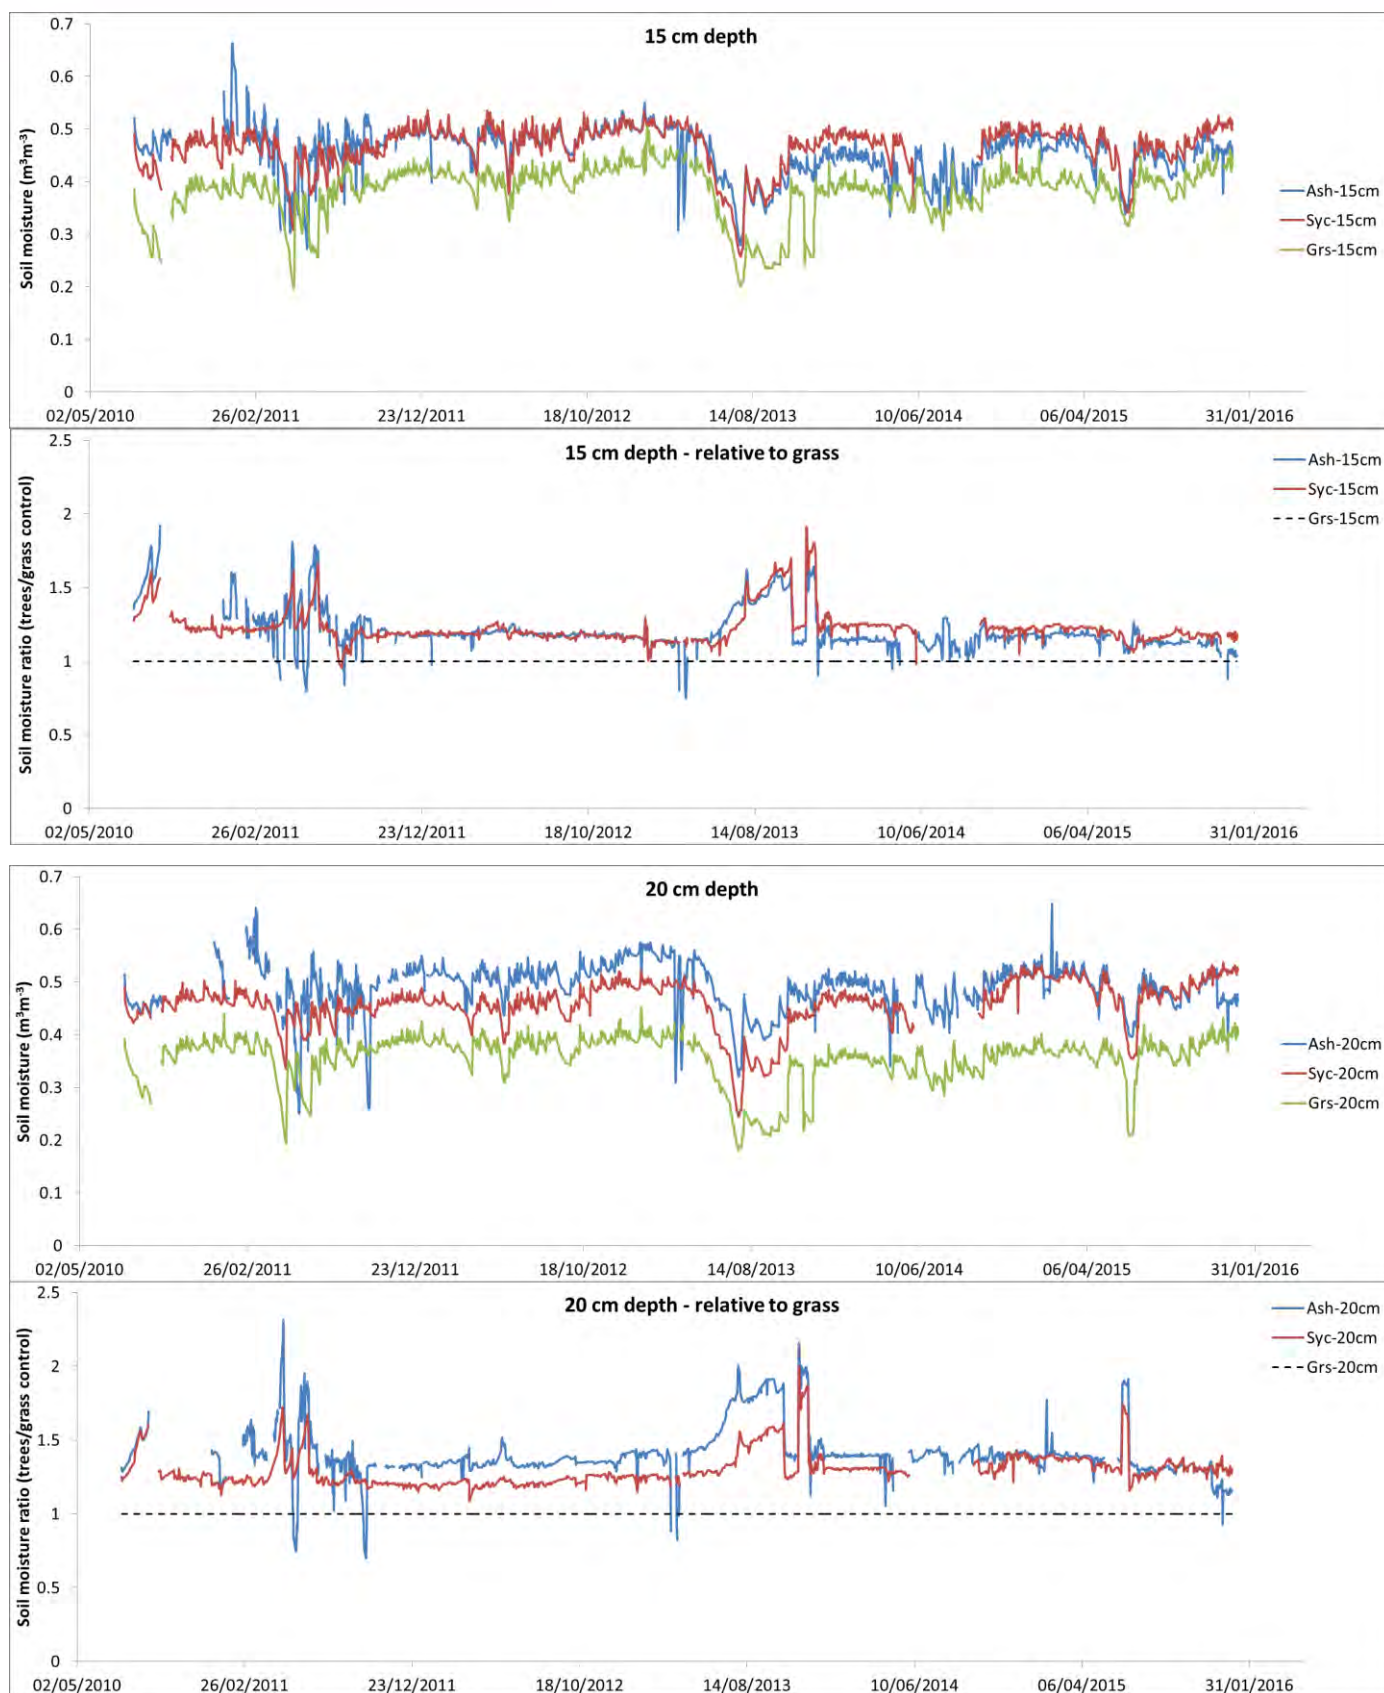 15 cm depth
0.7
0.6
0.5
0.4
0.3
0.2
0.1
0
Soil moisture (m³m⁻³)
Ash-15cm
Syc-15cm
Grs-15cm
02/05/2010 26/02/2011 23/12/2011 18/10/2012 14/08/2013 10/06/2014 06/04/2015 31/01/2016
15 cm depth - relative to grass
2.5
2
1.5
1
0.5
0
Soil moisture ratio (trees/grass control)
Ash-15cm
Syc-15cm
Grs-15cm
02/05/2010 26/02/2011 23/12/2011 18/10/2012 14/08/2013 10/06/2014 06/04/2015 31/01/2016
20 cm depth
0.7
0.6
0.5
0.4
0.3
0.2
0.1
0
Soil moisture (m³m⁻³)
Ash-20cm
Syc-20cm
Grs-20cm
02/05/2010 26/02/2011 23/12/2011 18/10/2012 14/08/2013 10/06/2014 06/04/2015 31/01/2016
20 cm depth - relative to grass
2.5
2
1.5
1
0.5
0
Soil moisture ratio (trees/grass control)
Ash-20cm
Syc-20cm
Grs-20cm
02/05/2010 26/02/2011 23/12/2011 18/10/2012 14/08/2013 10/06/2014 06/04/2015 31/01/2016